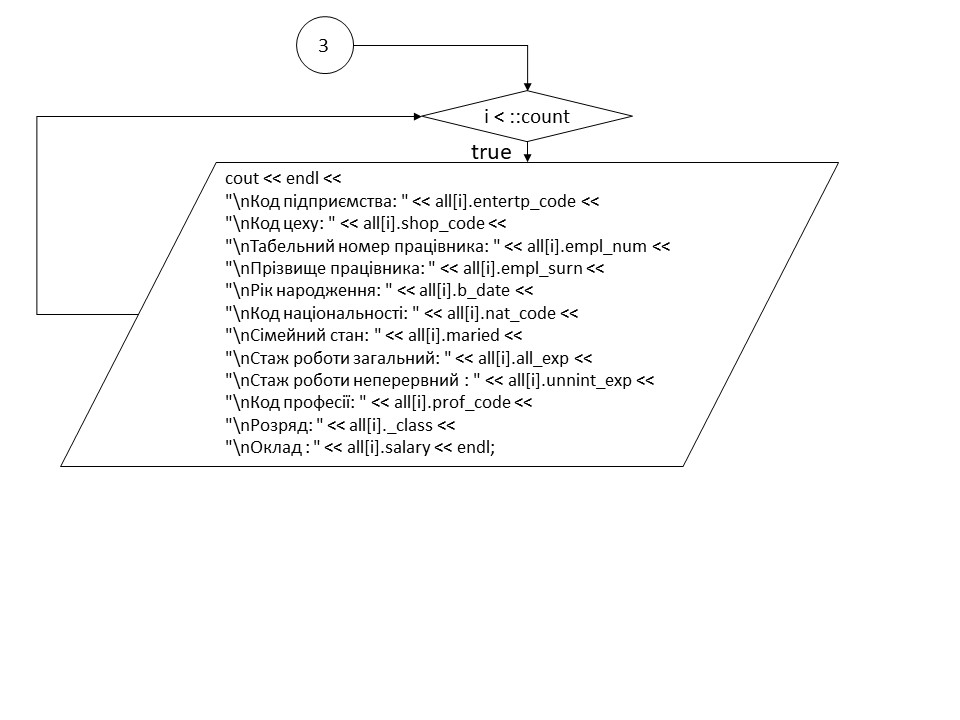 3
i < ::count
true
cout << endl <<
"\nКод підприємства: " << all[i].entertp_code <<
"\nКод цеху: " << all[i].shop_code <<
"\nТабельний номер працівника: " << all[i].empl_num <<
"\nПрізвище працівника: " << all[i].empl_surn <<
"\nРік народження: " << all[i].b_date <<
"\nКод національності: " << all[i].nat_code <<
"\nСімейний стан: " << all[i].maried <<
"\nСтаж роботи загальний: " << all[i].all_exp <<
"\nСтаж роботи неперервний : " << all[i].unnint_exp <<
"\nКод професії: " << all[i].prof_code <<
"\nРозряд: " << all[i]._class <<
"\nОклад : " << all[i].salary << endl;